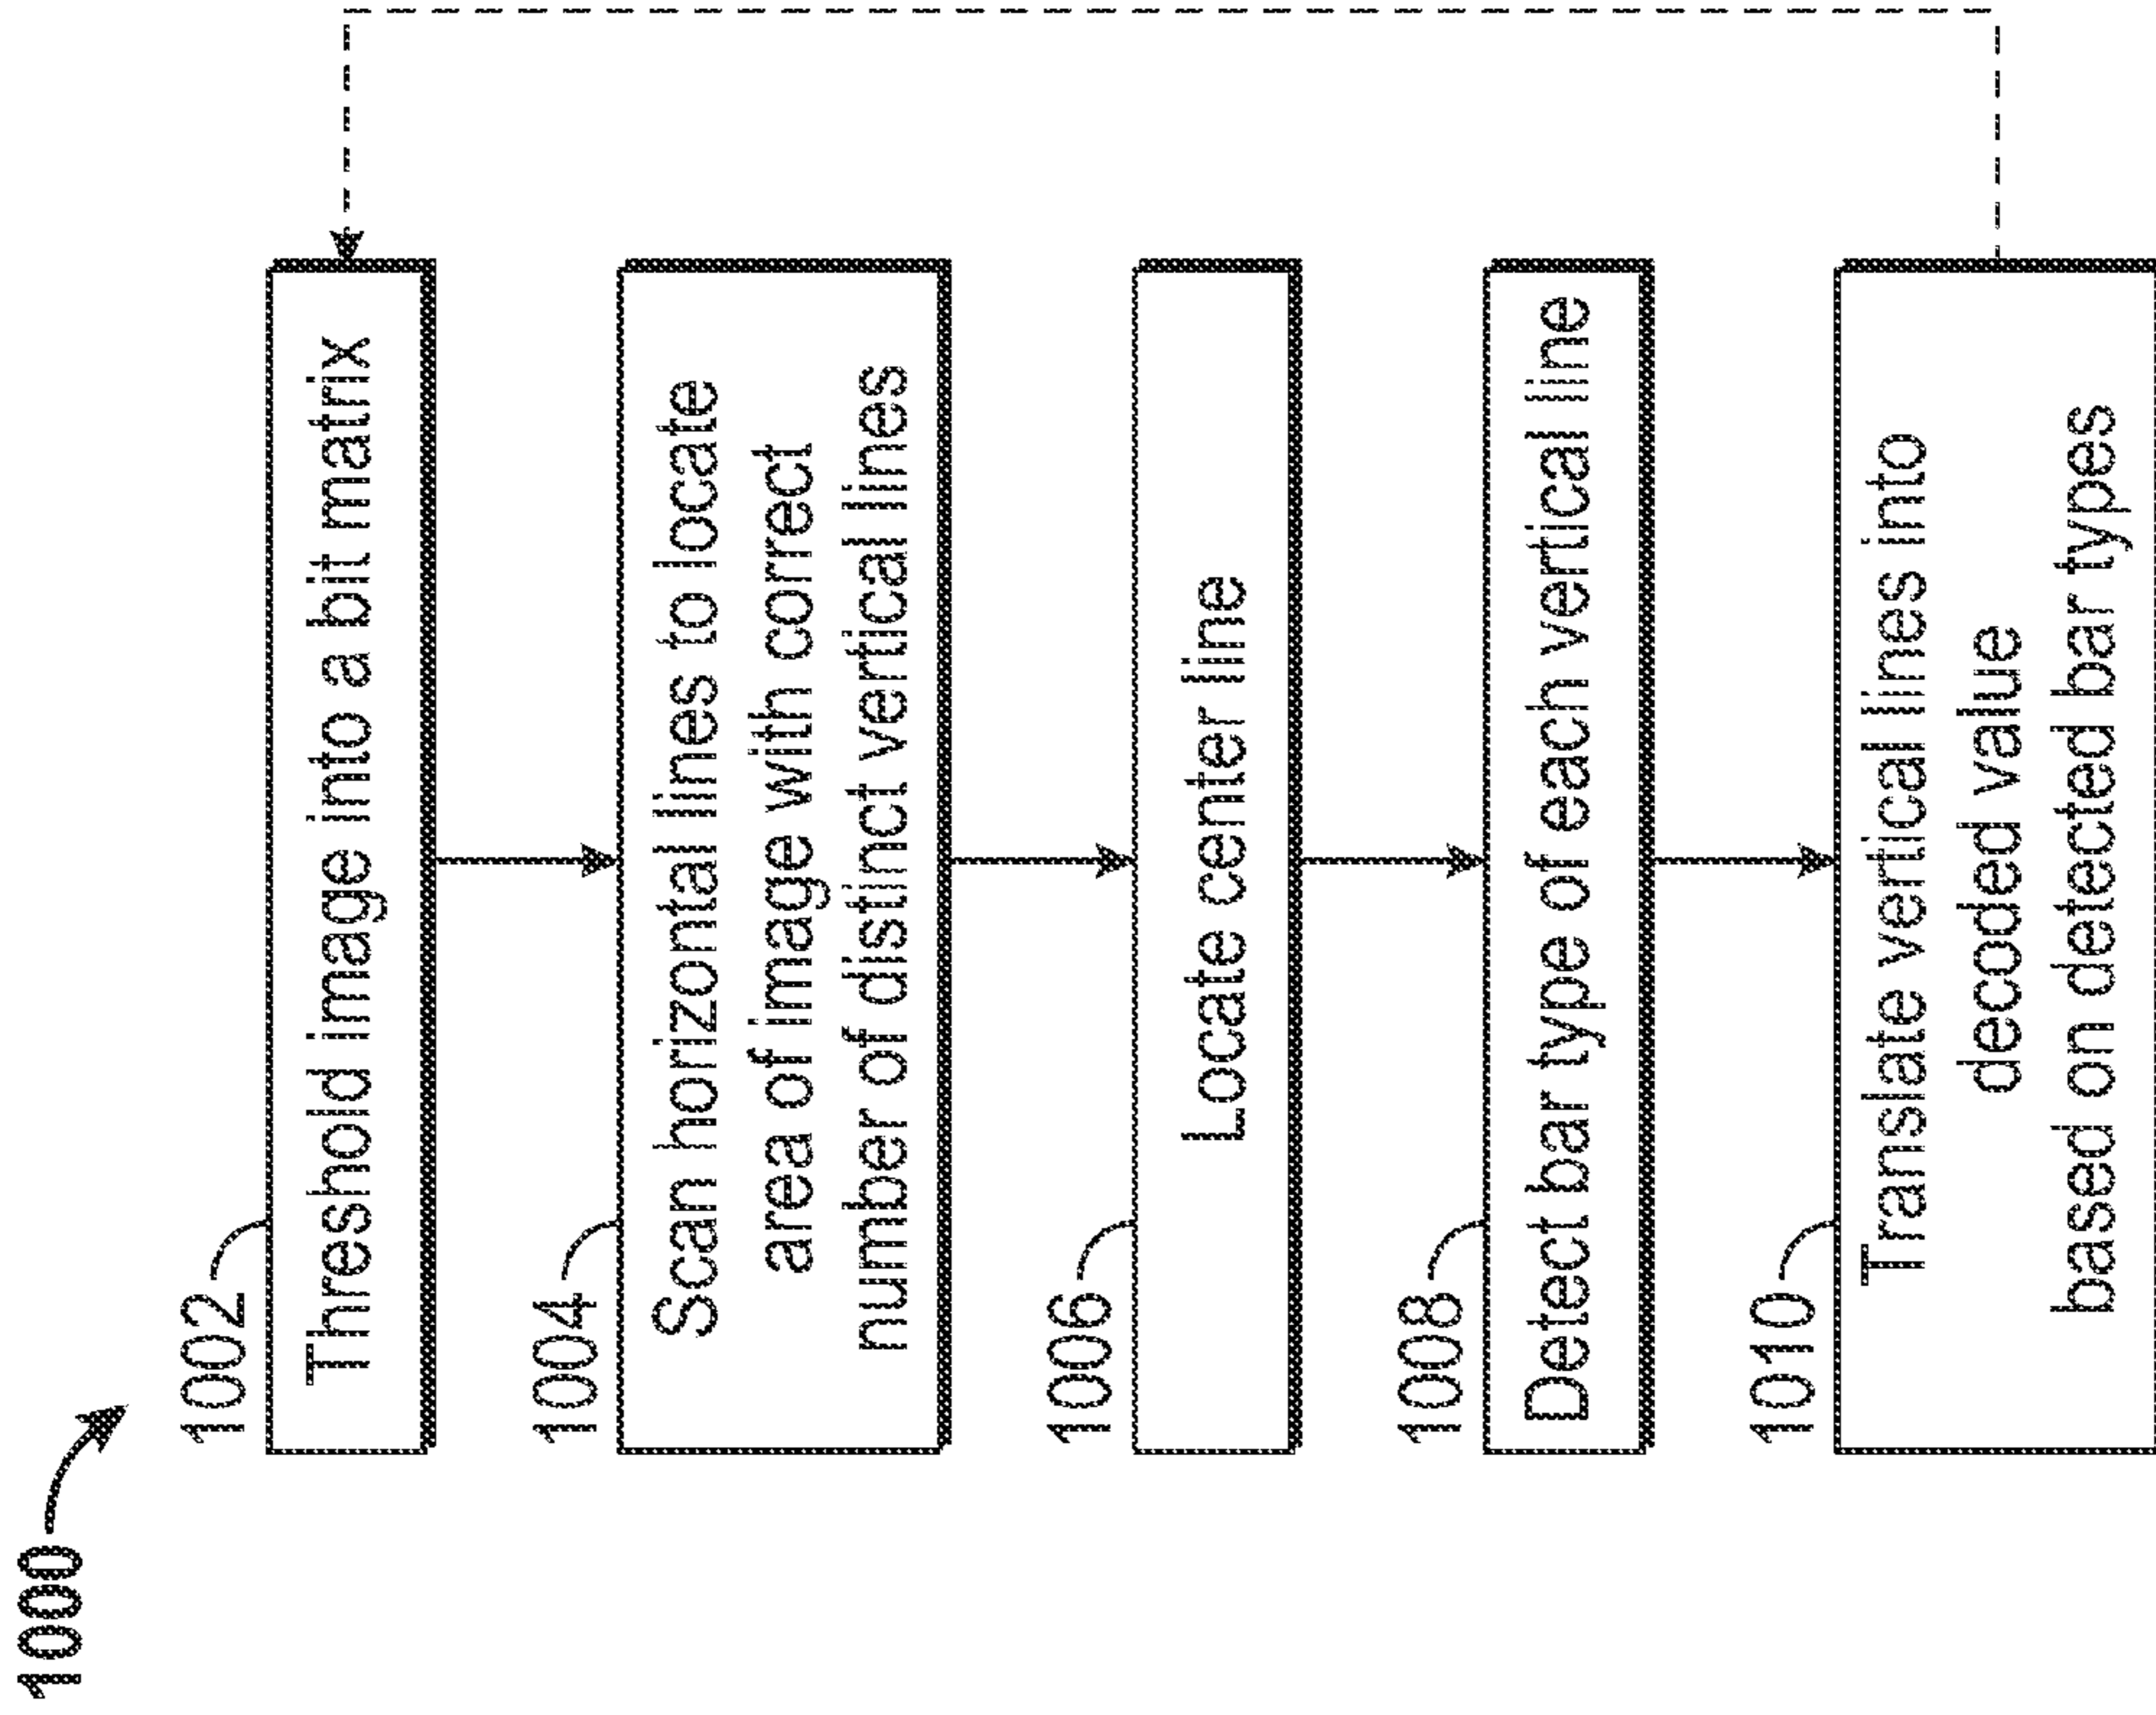 1000
1002
Threshold image into a bit matrix
1004
Scan horizontal lines to locate
area of image with correct
number of distinct vertical lines
1006
Locate center line
1008
Detect bar type of each vertical line
1010
Translate vertical lines into
decoded value
based on detected bar types